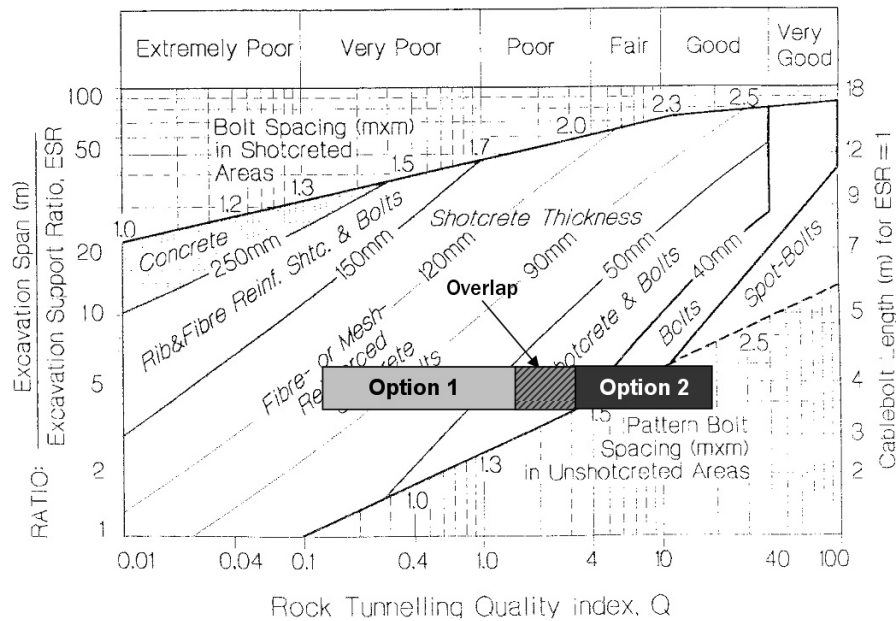 Extremely Poor
Very Poor
Poor
Fair
Good
Very
Good
100
50
20
10
5
2
1
18
12
9
7
5
4
3
2
Bolt Spacing (mxm)
in Shotcreted
Areas
1.0
1.2
1.3
1.5
1.7
2.0
2.3
2.5
Concrete
250mm
Rib&Fibre Reinf. Shtc. & Bolts
150mm
Shotcrete Thickness
120mm
90mm
50mm
40mm
Bolts
Spot-Bolts
Overlap
Fibre- or Mesh-
& Bolts
Option 1
Option 2
2.5
1.5
1.3
1.0
Pattern Bolt
Spacing (mxm)
in Unshotcreted Areas
Excavation Span (m)
Excavation Support Ratio, ESR
RATIO:
Cablebolt Length (m) for ESR = 1
0.01
0.04
0.1
0.4
1.0
4
10
40
100
Rock Tunnelling Quality index, Q